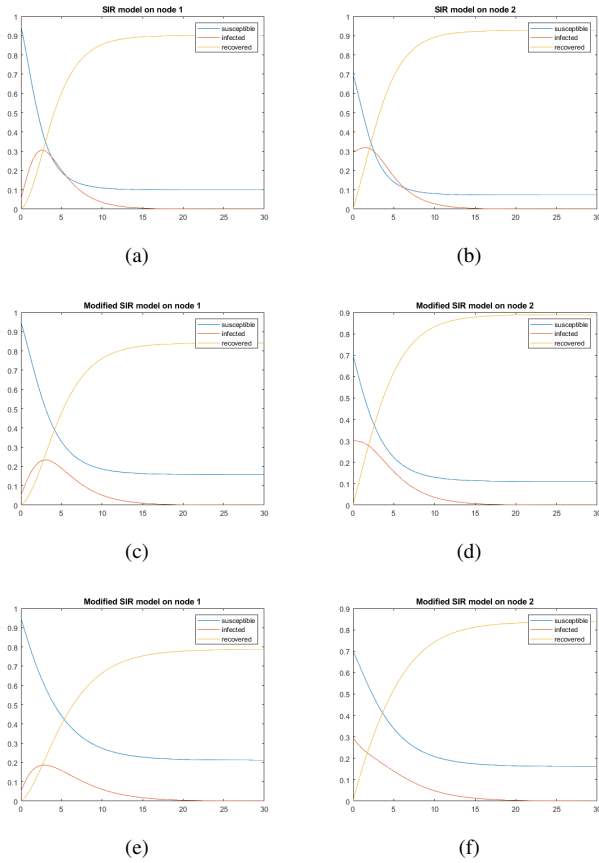 SIR model on node 1
1
0.9
0.8
0.7
0.6
0.5
0.4
0.3
0.2
0.1
0
0 5 10 15 20 25 30
susceptible
infected
recovered
(a)
SIR model on node 2
1
0.9
0.8
0.7
0.6
0.5
0.4
0.3
0.2
0.1
0
0 5 10 15 20 25 30
susceptible
infected
recovered
(b)
Modified SIR model on node 1
1
0.9
0.8
0.7
0.6
0.5
0.4
0.3
0.2
0.1
0
0 5 10 15 20 25 30
susceptible
infected
recovered
(c)
Modified SIR model on node 2
0.9
0.8
0.7
0.6
0.5
0.4
0.3
0.2
0.1
0
0 5 10 15 20 25 30
susceptible
infected
recovered
(d)
Modified SIR model on node 1
1
0.9
0.8
0.7
0.6
0.5
0.4
0.3
0.2
0.1
0
0 5 10 15 20 25 30
susceptible
infected
recovered
(e)
Modified SIR model on node 2
0.9
0.8
0.7
0.6
0.5
0.4
0.3
0.2
0.1
0
0 5 10 15 20 25 30
susceptible
infected
recovered
(f)